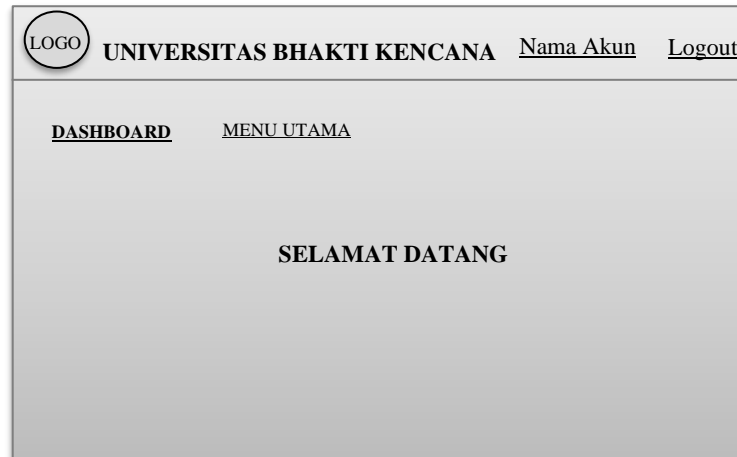 LOGO
UNIVERSITAS BHAKTI KENCANA Nama Akun Logout
DASHBOARD MENU UTAMA
SELAMAT DATANG